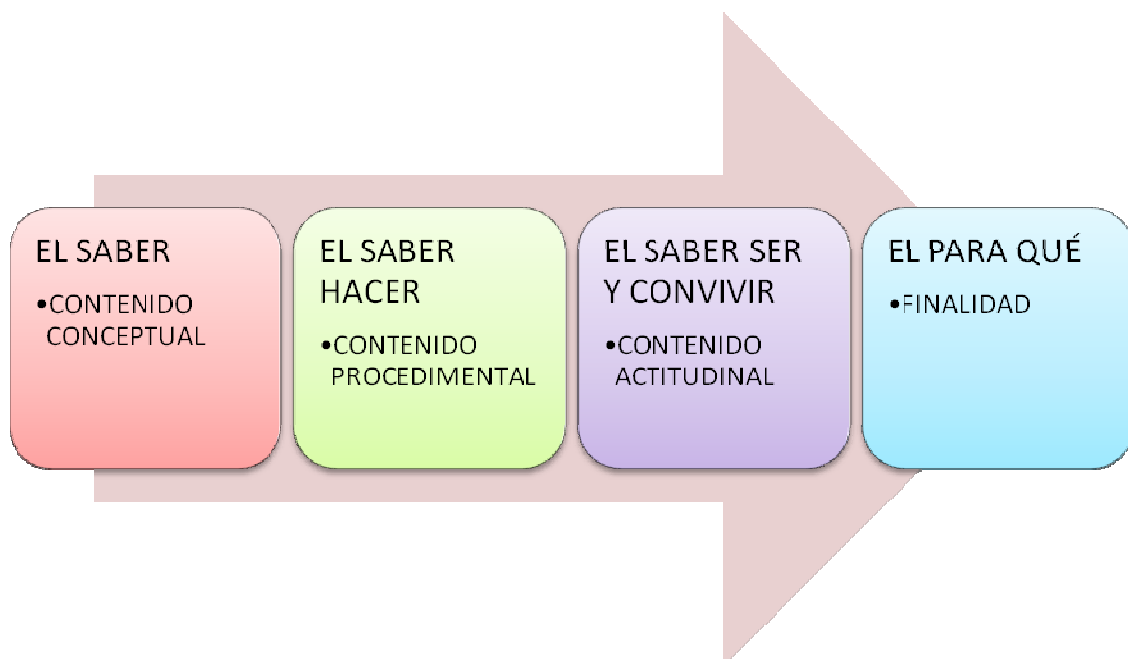 EL SABER
•CONTENIDO
CONCEPTUAL
EL SABER
HACER
•CONTENIDO
PROCEDIMENTAL
EL SABER SER
Y CONVIVIR
•CONTENIDO
ACTITUDINAL
EL PARA QUÉ
•FINALIDAD